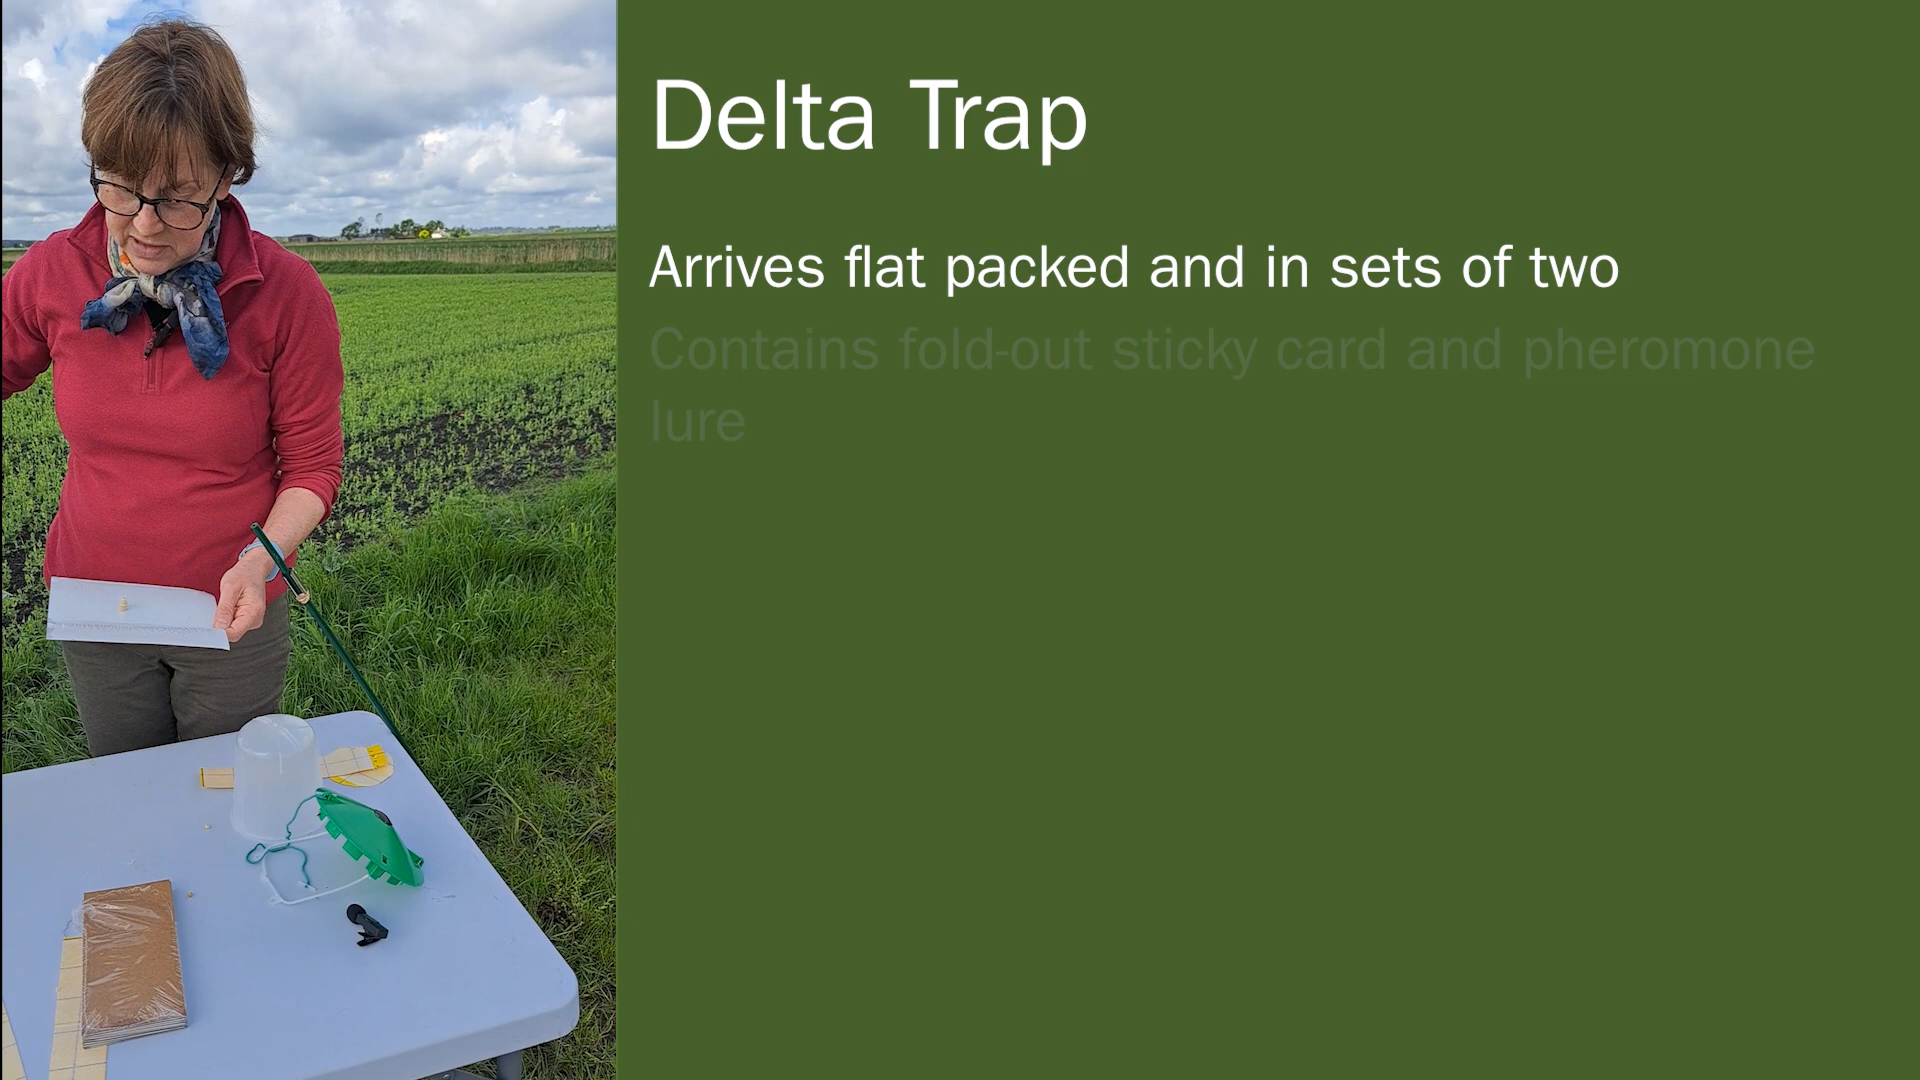 Delta Trap
Arrives flat packed and in sets of two
Contains fold-out sticky card and pheromone
lure